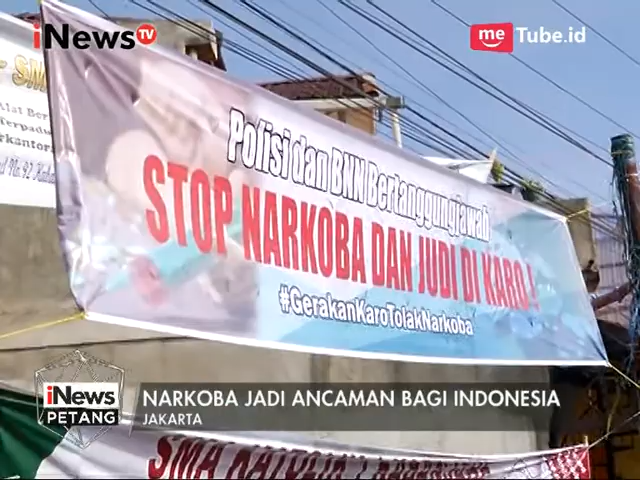 iNews TV
me Tube.id
Polisi dan BNN Bertanggungjawab
STOP NARKOBA DAN JUDI DI KARO!
#GerakanKaroTolakNarkoba
iNews
PETANG
NARKOBA JADI ANCAMAN BAGI INDONESIA
JAKARTA
SMA KATOLIK